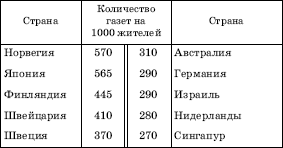 Страна Количество газет на 1000 жителей Страна
Норвегия 570 310 Австралия
Япония 565 290 Германия
Финляндия 445 290 Израиль
Швейцария 410 280 Нидерланды
Швеция 370 270 Сингапур